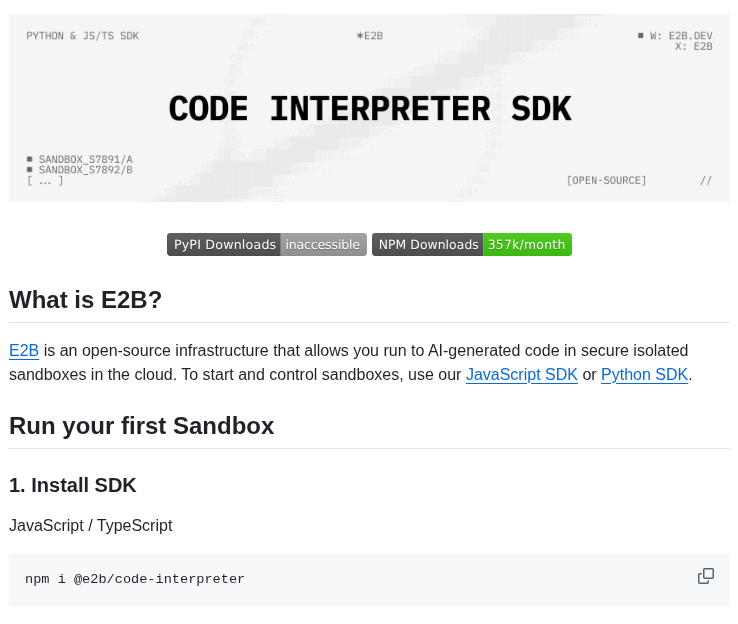 PYTHON & JS/TS SDK
✶E2B
■ W: E2B.DEV
X: E2B
CODE INTERPRETER SDK
■ SANDBOX_S7891/A
■ SANDBOX_S7892/B
[ ... ]
[OPEN-SOURCE]
//
PyPI Downloads inaccessible
NPM Downloads 357k/month
What is E2B?
E2B is an open-source infrastructure that allows you run to AI-generated code in secure isolated
sandboxes in the cloud. To start and control sandboxes, use our JavaScript SDK or Python SDK.
Run your first Sandbox
1. Install SDK
JavaScript / TypeScript
npm i @e2b/code-interpreter